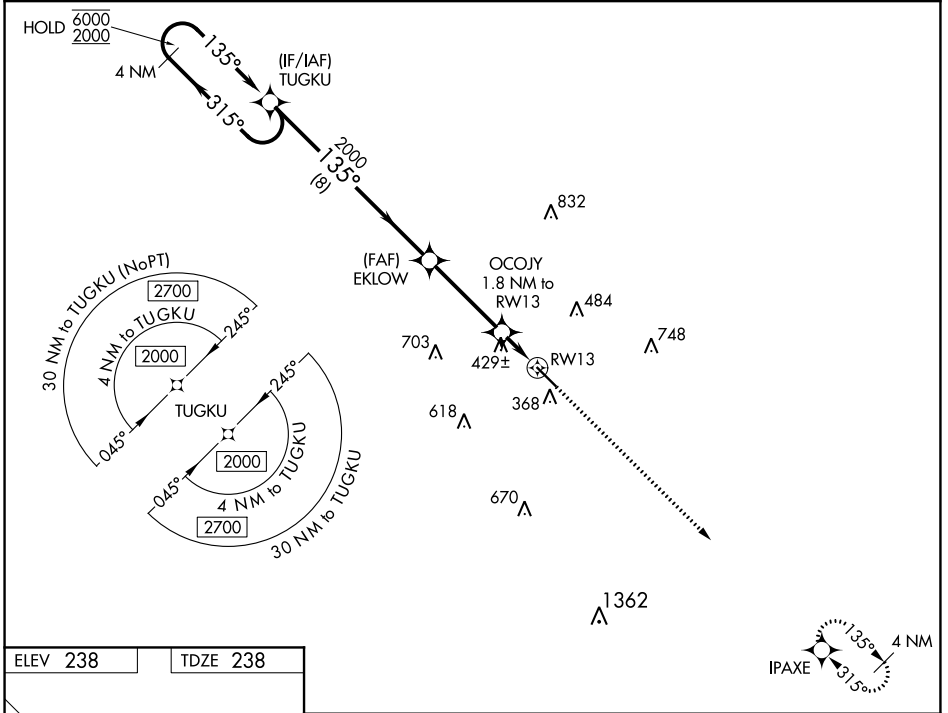 HOLD 6000
2000
4 NM
135°
315°
(IF/IAF)
TUGKU
2000
135°
(8)
832
(FAF)
EKLOW
OCOJY
1.8 NM to
RW13
484
748
703
429±
RW13
368
618
670
1362
30 NM to TUGKU (NoPT)
2700
4 NM to TUGKU
2000
245°
045°
TUGKU
245°
045°
2000
4 NM to TUGKU
2700
30 NM to TUGKU
IPAXE
135°
315°
4 NM
ELEV 238
TDZE 238